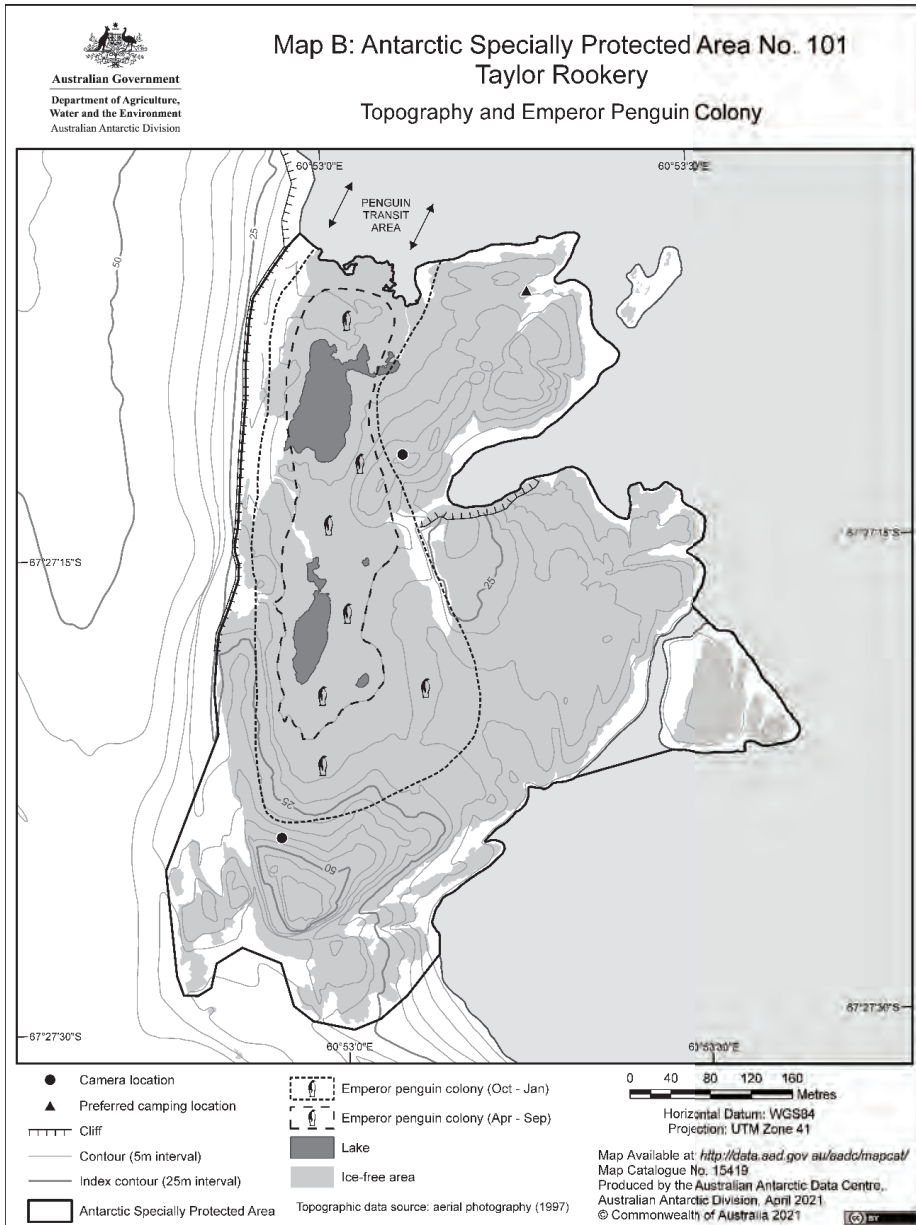 Australian Government
Department of Agriculture,
Water and the Environment
Australian Antarctic Division
Map B: Antarctic Specially Protected Area No. 101
Taylor Rookery
Topography and Emperor Penguin Colony
60°53'0"E
60°53'30"E
PENGUIN
TRANSIT
AREA
25
50
67°27'15"S
67°27'15"S
25
25
50
67°27'30"S
67°27'30"S
60°53'0"E
60°53'30"E
Camera location
Preferred camping location
Cliff
Contour (5m interval)
Index contour (25m interval)
Antarctic Specially Protected Area
Emperor penguin colony (Oct - Jan)
Emperor penguin colony (Apr - Sep)
Lake
Ice-free area
Topographic data source: aerial photography (1997)
0 40 80 120 160
Metres
Horizontal Datum: WGS84
Projection: UTM Zone 41
Map Available at: http://data.aad.gov.au/aadc/mapcat/
Map Catalogue No. 15419
Produced by the Australian Antarctic Data Centre,
Australian Antarctic Division, April 2021
© Commonwealth of Australia 2021
(cc) BY